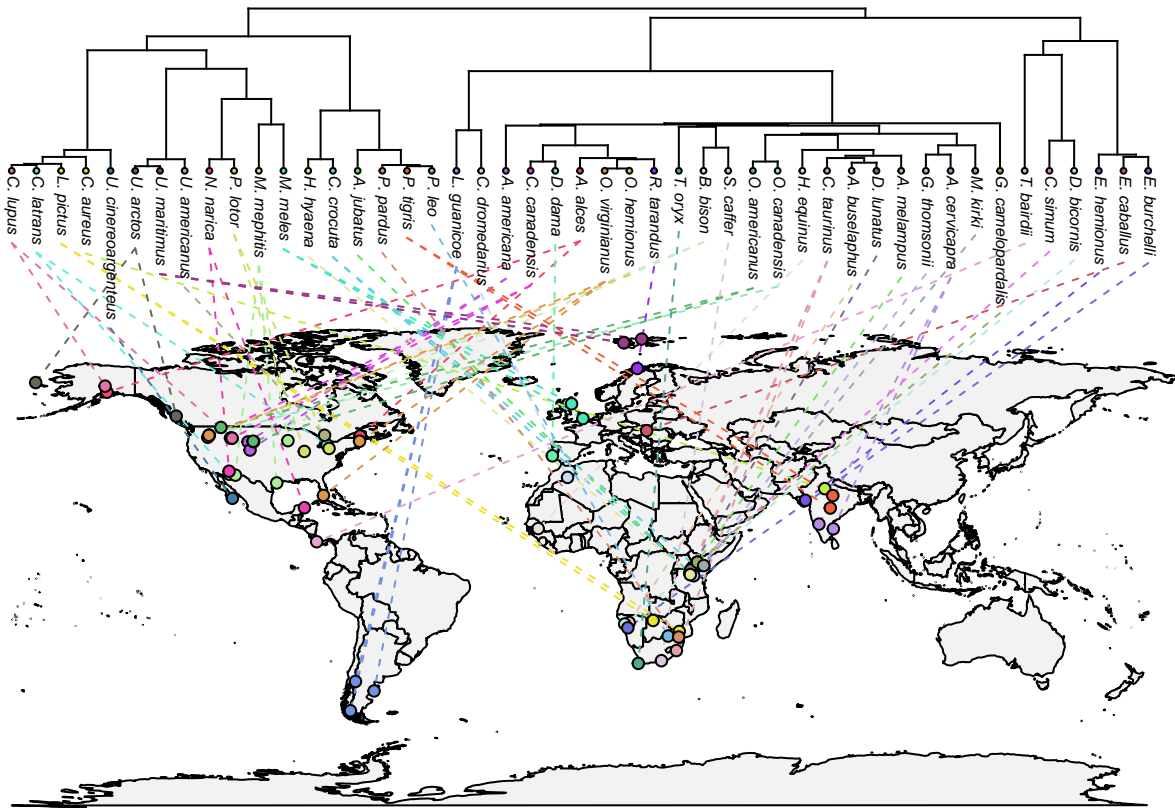 C. lupus
C. latrans
L. pictus
C. aureus
U. cinereoargenteus
U. arctos
U. maritimus
U. americanus
N. narica
P. lotor
M. mephitis
M. meles
H. hyaena
C. crocuta
A. jubatus
P. pardus
P. tigris
P. leo
L. guanicoe
C. dromedarius
A. americana
C. canadensis
D. dama
A. alces
O. virginianus
O. hemionus
R. tarandus
T. oryx
B. bison
S. caffer
O. americanus
O. canadensis
H. equinus
C. taurinus
A. buselaphus
D. lunatus
A. melampus
G. thomsonii
A. cervicapra
M. kirki
G. camelopardalis
T. bairdii
C. simum
D. bicornis
E. hemionus
E. caballus
E. burchelli